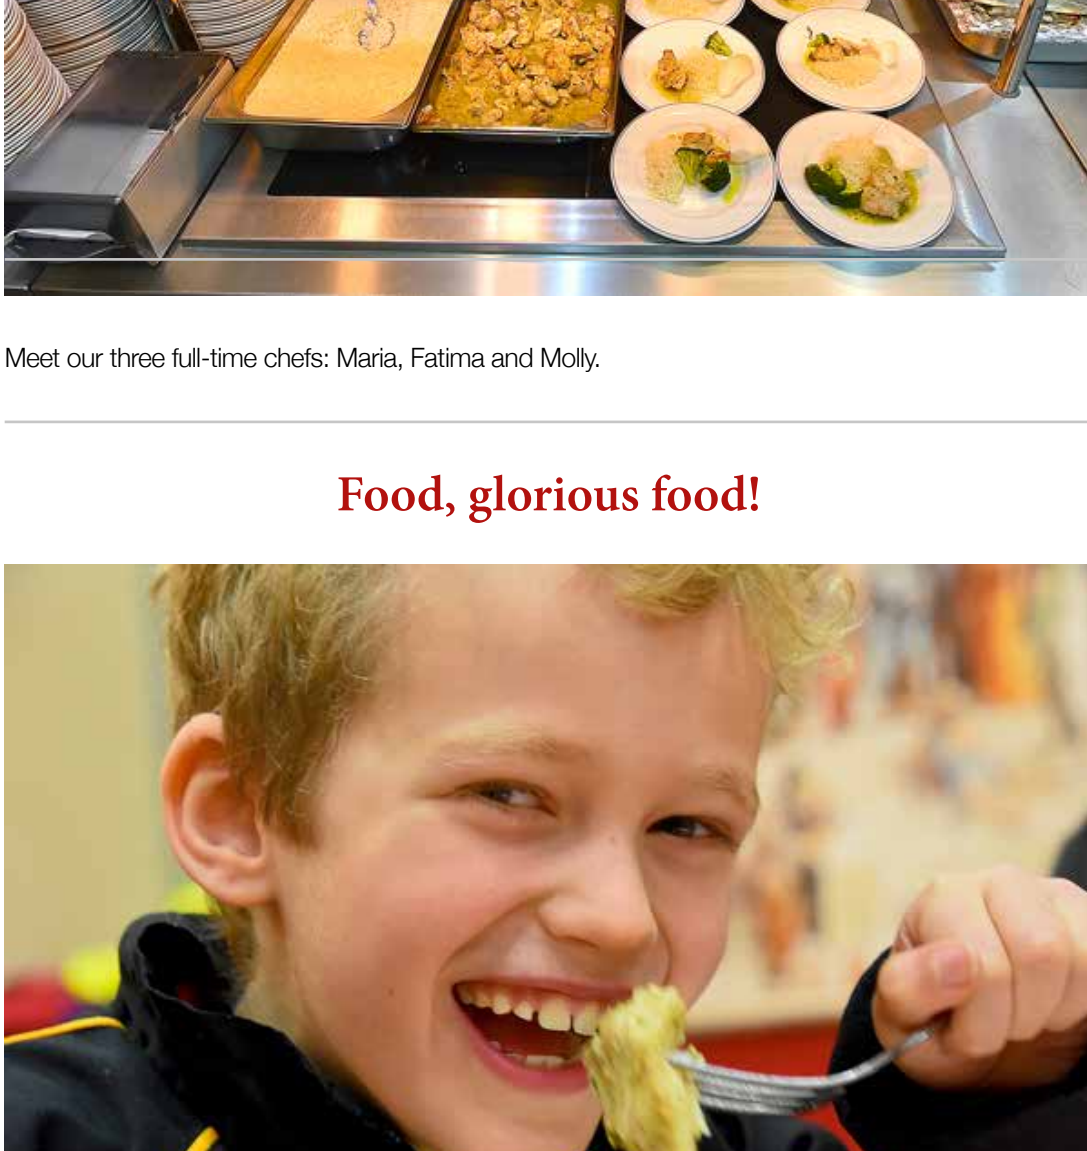 Meet our three full-time chefs: Maria, Fatima and Molly.
Food, glorious food!